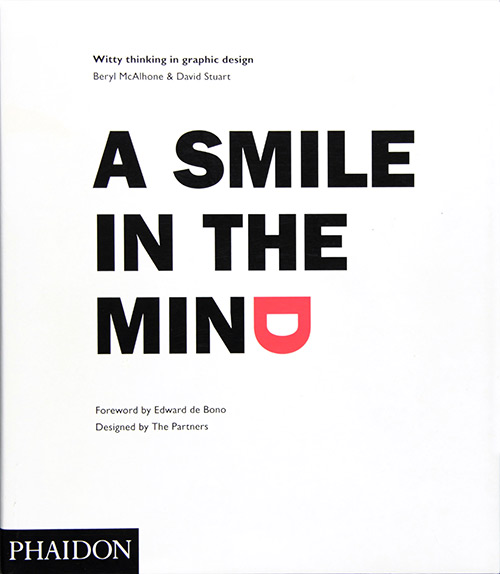 Witty thinking in graphic design
Beryl McAlhone & David Stuart
A SMILE
IN THE
MIND
Foreword by Edward de Bono
Designed by The Partners
PHAIDON